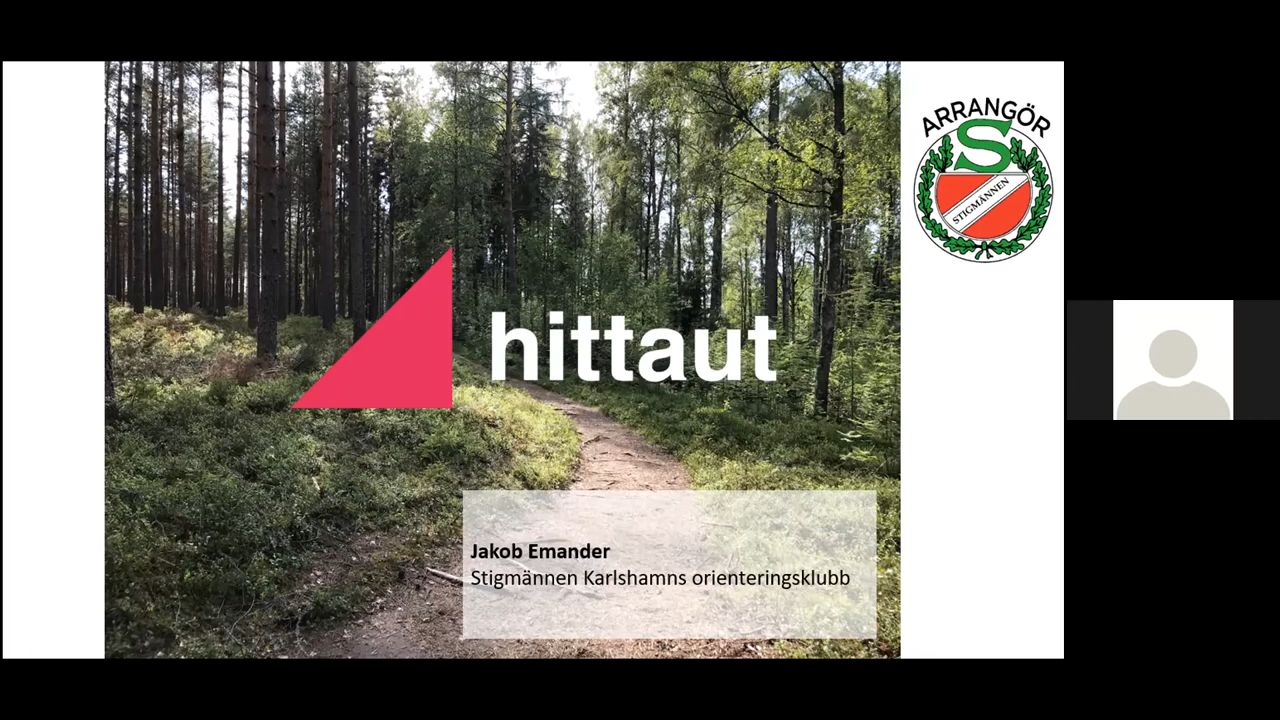 ARRANGÖR
S
STIGMÄNNEN
hittaut
Jakob Emander
Stigmännen Karlshamns orienteringsklubb